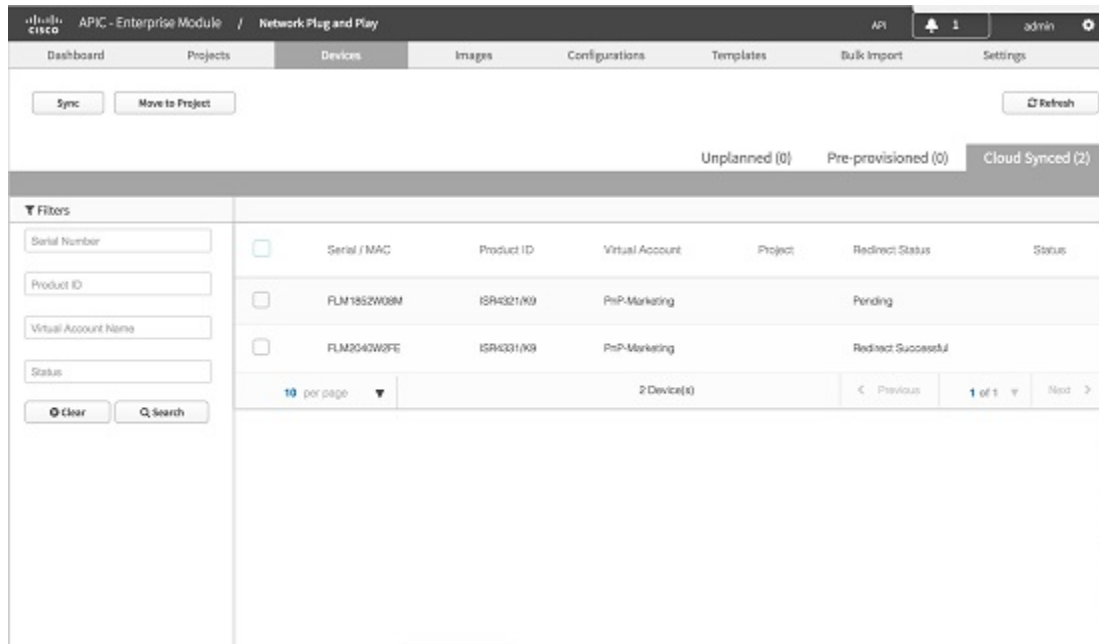 CISCO APIC - Enterprise Module / Network Plug and Play API 1 admin
Dashboard Projects Devices Images Configurations Templates Bulk Import Settings
Sync Move to Project Refresh
Unplanned (0) Pre-provisioned (0) Cloud Synced (2)
Filters
Serial Number
Product ID
Virtual Account Name
Status
Clear Search
Serial / MAC Product ID Virtual Account Project Redirect Status Status
FLM1852W08M ISR4321/K9 PnP-Marketing Pending
FLM2040W2FE ISR4331/K9 PnP-Marketing Redirect Successful
10 per page 2 Device(s) Previous 1 of 1 Next